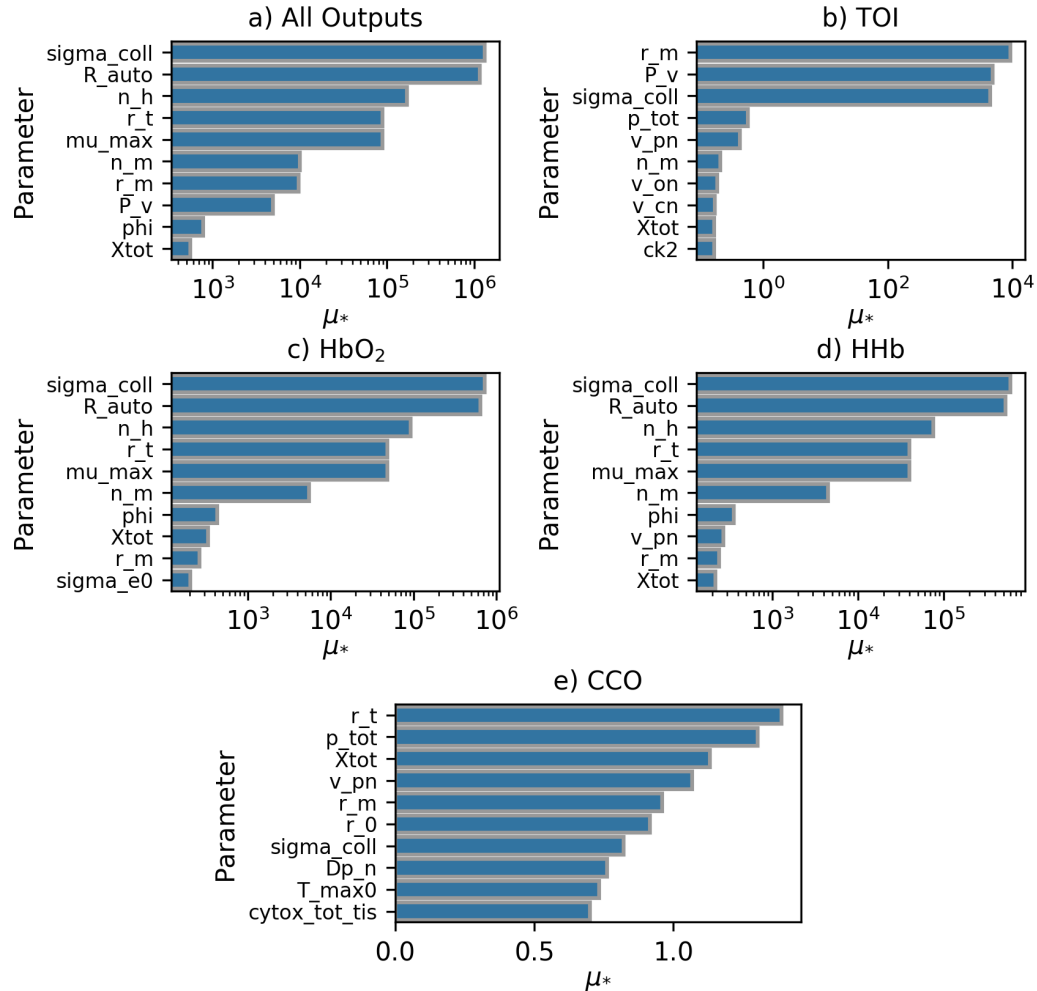 a) All Outputs
Parameter
sigma_coll
R_auto
n_h
r_t
mu_max
n_m
r_m
P_v
phi
Xtot
10³ 10⁴ 10⁵ 10⁶
μ*
b) TOI
Parameter
r_m
P_v
sigma_coll
p_tot
v_pn
n_m
v_on
v_cn
Xtot
ck2
10⁰ 10² 10⁴
μ*
c) HbO₂
Parameter
sigma_coll
R_auto
n_h
r_t
mu_max
n_m
phi
Xtot
r_m
sigma_e0
10³ 10⁴ 10⁵ 10⁶
μ*
d) HHb
Parameter
sigma_coll
R_auto
n_h
r_t
mu_max
n_m
phi
v_pn
r_m
Xtot
10³ 10⁴ 10⁵
μ*
e) CCO
Parameter
r_t
p_tot
Xtot
v_pn
r_m
r_0
sigma_coll
Dp_n
T_max0
cytox_tot_tis
0.0 0.5 1.0
μ*